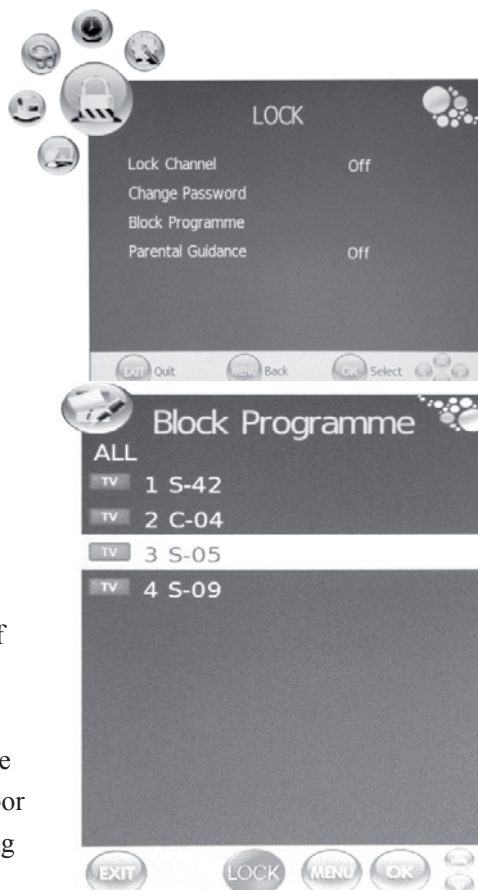 LOCK
Lock Channel Off
Change Password
Block Programme
Parental Guidance Off
EXIT Quit MENU Back OK Select
Block Programme
ALL
TV 1 S-42
TV 2 C-04
TV 3 S-05
TV 4 S-09
EXIT LOCK MENU OK